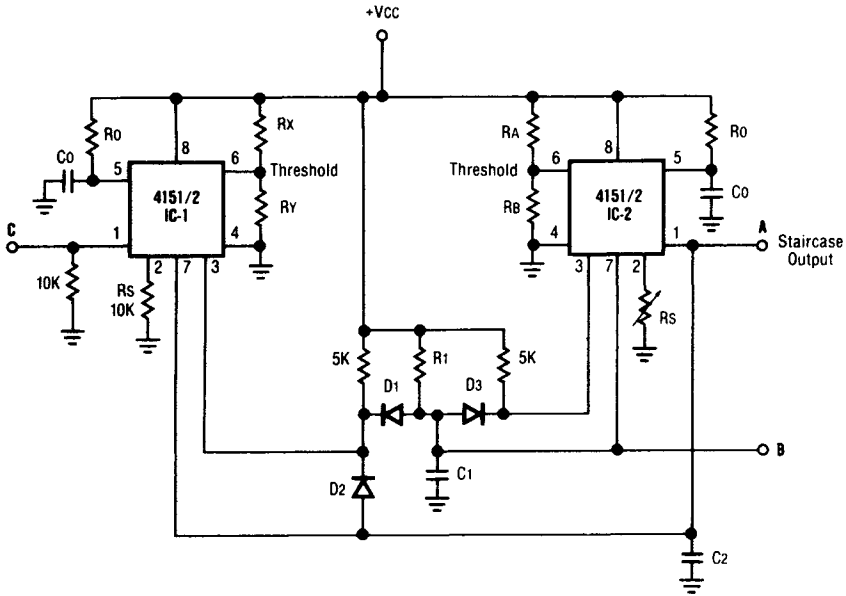 +VCC
RO
8
RX
CO
5
6
Threshold
4151/2
IC-1
RY
C
1
4
10K
2
7
3
RS
10K
RA
8
RO
Threshold
6
5
4151/2
IC-2
CO
RB
4
1
A
Staircase
Output
3
7
2
RS
5K
R1
5K
D1
D3
B
C1
D2
C2